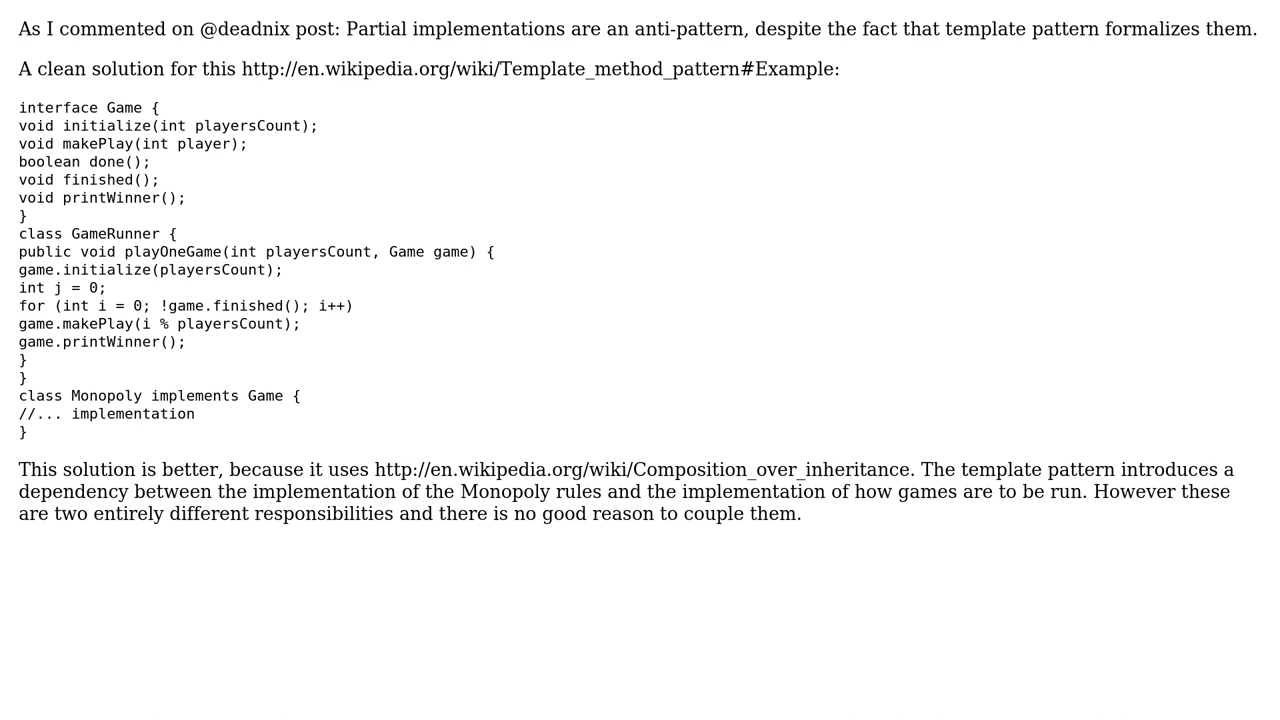 As I commented on @deadnix post: Partial implementations are an anti-pattern, despite the fact that template pattern formalizes them.
A clean solution for this http://en.wikipedia.org/wiki/Template_method_pattern#Example:
interface Game {
void initialize(int playersCount);
void makePlay(int player);
boolean done();
void finished();
void printWinner();
}
class GameRunner {
public void playOneGame(int playersCount, Game game) {
game.initialize(playersCount);
int j = 0;
for (int i = 0; !game.finished(); i++)
game.makePlay(i % playersCount);
game.printWinner();
}
}
class Monopoly implements Game {
//... implementation
}
This solution is better, because it uses http://en.wikipedia.org/wiki/Composition_over_inheritance. The template pattern introduces a
dependency between the implementation of the Monopoly rules and the implementation of how games are to be run. However these
are two entirely different responsibilities and there is no good reason to couple them.